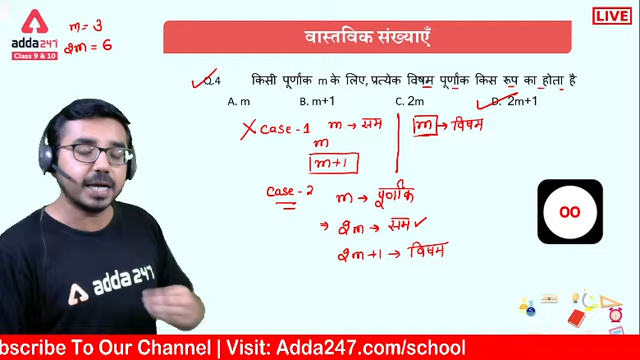 LIVE
adda247
Class 9 & 10
m = 3
2m = 6
वास्तविक संख्याएँ
Q.4 किसी पूर्णांक m के लिए, प्रत्येक विषम पूर्णांक किस रूप का होता है
A. m B. m+1 C. 2m D. 2m+1
Case-1 m → सम
m
m+1
m → विषम
Case-2 m → पूर्णांक
⇒ 2m → सम ✓
2m+1 → विषम
00
adda247
bscribe To Our Channel | Visit: Adda247.com/school